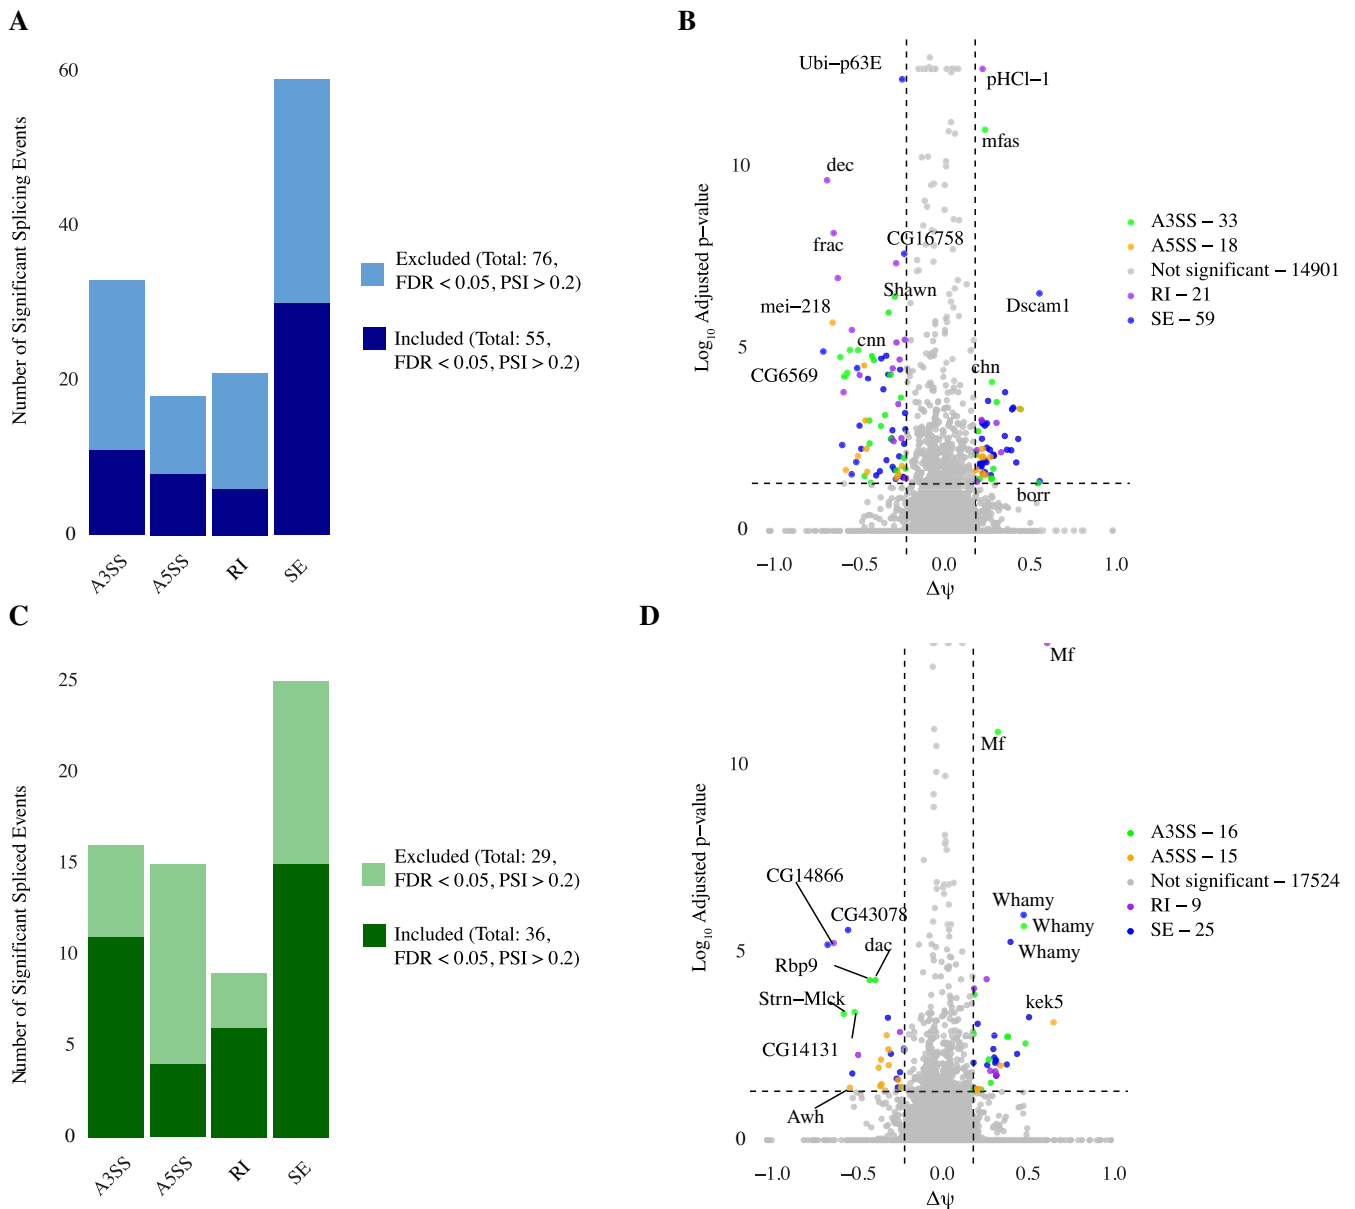 A
Number of Significant Splicing Events
60
40
20
0
A3SS
A5SS
RI
SE
Excluded (Total: 76,
FDR < 0.05, PSI > 0.2)
Included (Total: 55,
FDR < 0.05, PSI > 0.2)
B
Log₁₀ Adjusted p−value
10
5
0
−1.0
−0.5
0.0
0.5
1.0
Δψ
Ubi−p63E
pHCl−1
mfas
dec
frac
CG16758
Shawn
Dscam1
mei-218
cnn
CG6569
chn
borr
A3SS − 33
A5SS − 18
Not significant − 14901
RI − 21
SE − 59
C
Number of Significant Spliced Events
25
20
15
10
5
0
A3SS
A5SS
RI
SE
Excluded (Total: 29,
FDR < 0.05, PSI > 0.2)
Included (Total: 36,
FDR < 0.05, PSI > 0.2)
D
Log₁₀ Adjusted p−value
10
5
0
−1.0
−0.5
0.0
0.5
1.0
Δψ
Mf
Mf
CG14866
CG43078
dac
Rbp9
Strn−Mlck
CG14131
Awh
Whamy
Whamy
Whamy
kek5
A3SS − 16
A5SS − 15
Not significant − 17524
RI − 9
SE − 25